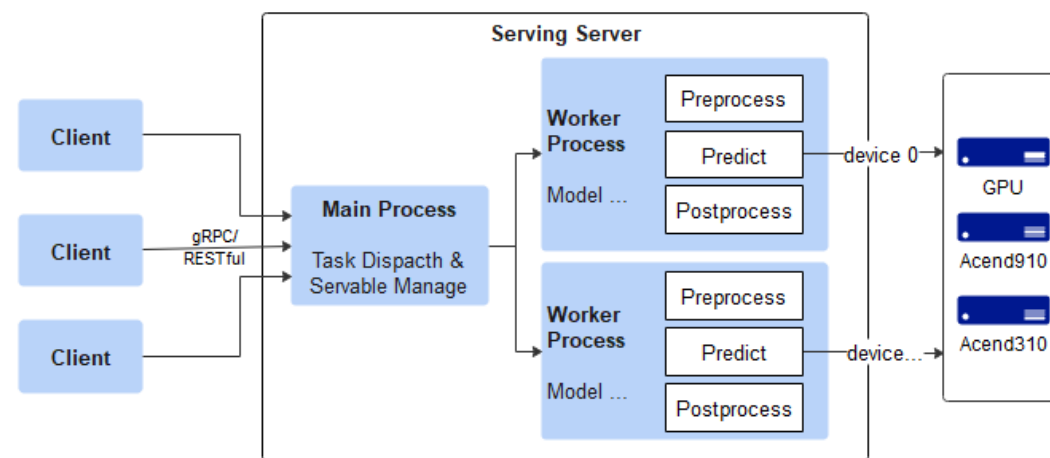 Serving Server
Client
Client
Client
gRPC/
RESTful
Main Process
Task Dispacth &
Servable Manage
Worker
Process
Model ...
Preprocess
Predict
Postprocess
Worker
Process
Model ...
Preprocess
Predict
Postprocess
device 0
device...
GPU
Acend910
Acend310